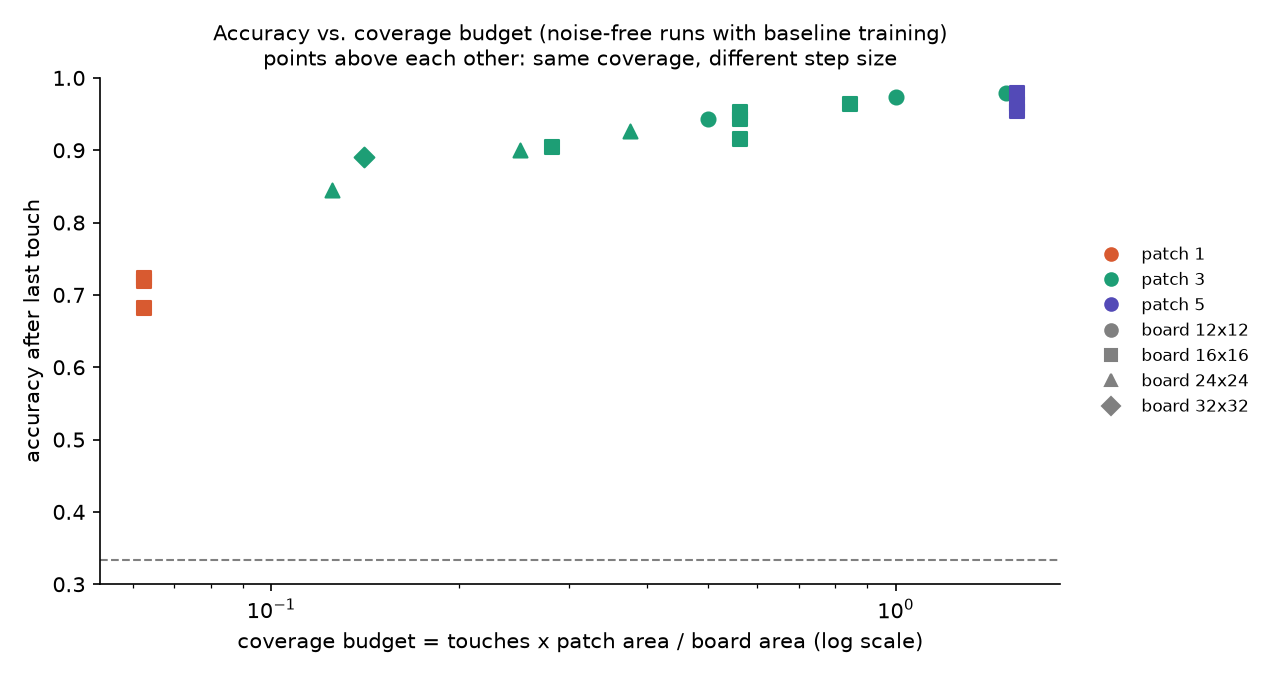 Accuracy vs. coverage budget (noise-free runs with baseline training)
points above each other: same coverage, different step size
1.0
0.9
0.8
0.7
0.6
0.5
0.4
0.3
accuracy after last touch
10⁻¹
10⁰
coverage budget = touches x patch area / board area (log scale)
patch 1
patch 3
patch 5
board 12x12
board 16x16
board 24x24
board 32x32